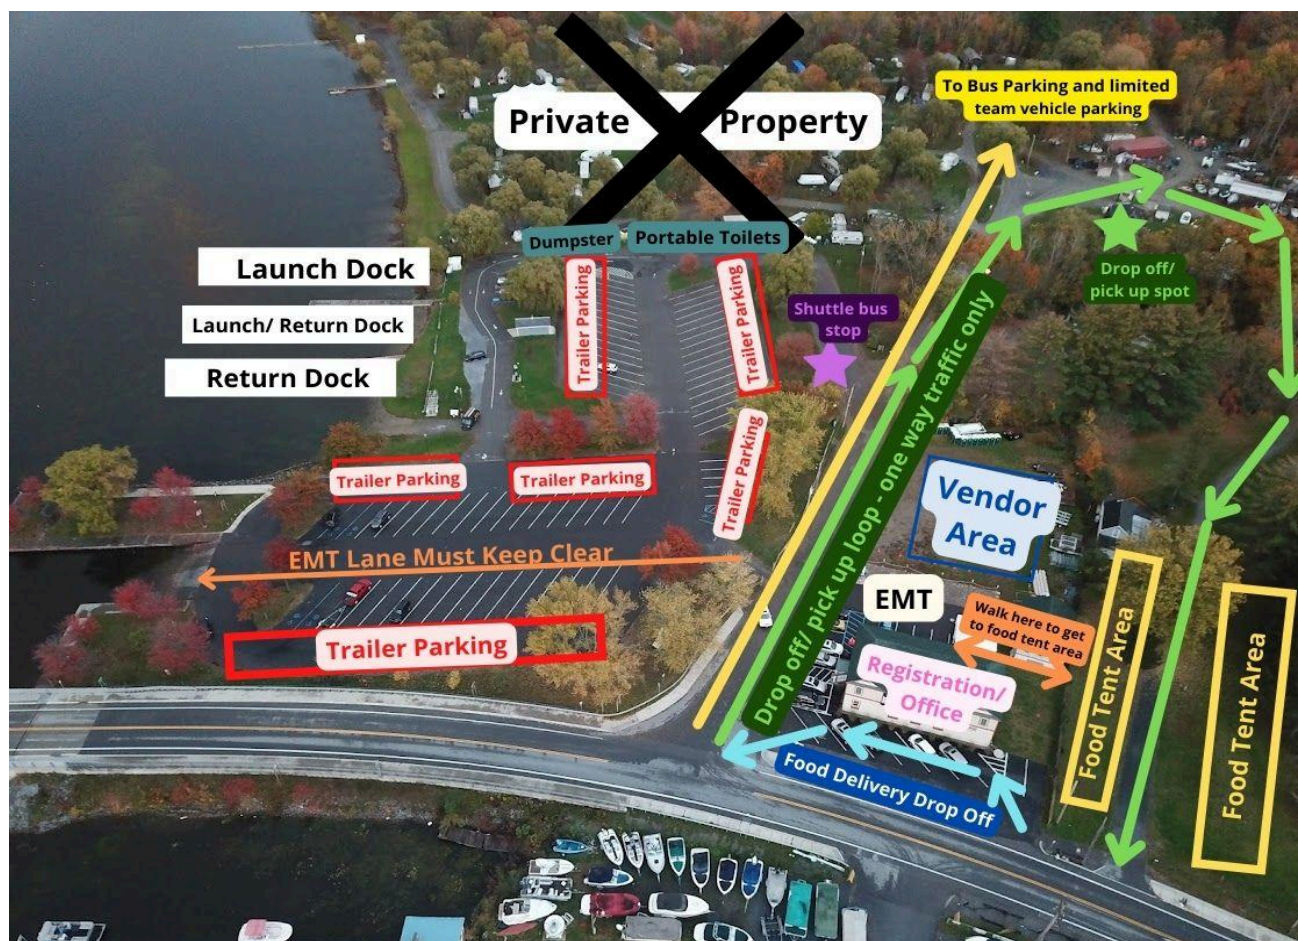 To Bus Parking and limited
team vehicle parking
Private Property
Dumpster
Portable Toilets
Launch Dock
Launch/ Return Dock
Return Dock
Trailer Parking
Trailer Parking
Drop off/
pick up spot
Shuttle bus
stop
Trailer Parking
Trailer Parking
Trailer Parking
Drop off/ pick up loop - one way traffic only
Vendor
Area
EMT Lane Must Keep Clear
EMT
Walk here to get
to food tent area
Trailer Parking
Registration/
Office
Food Tent Area
Food Tent Area
Food Delivery Drop Off